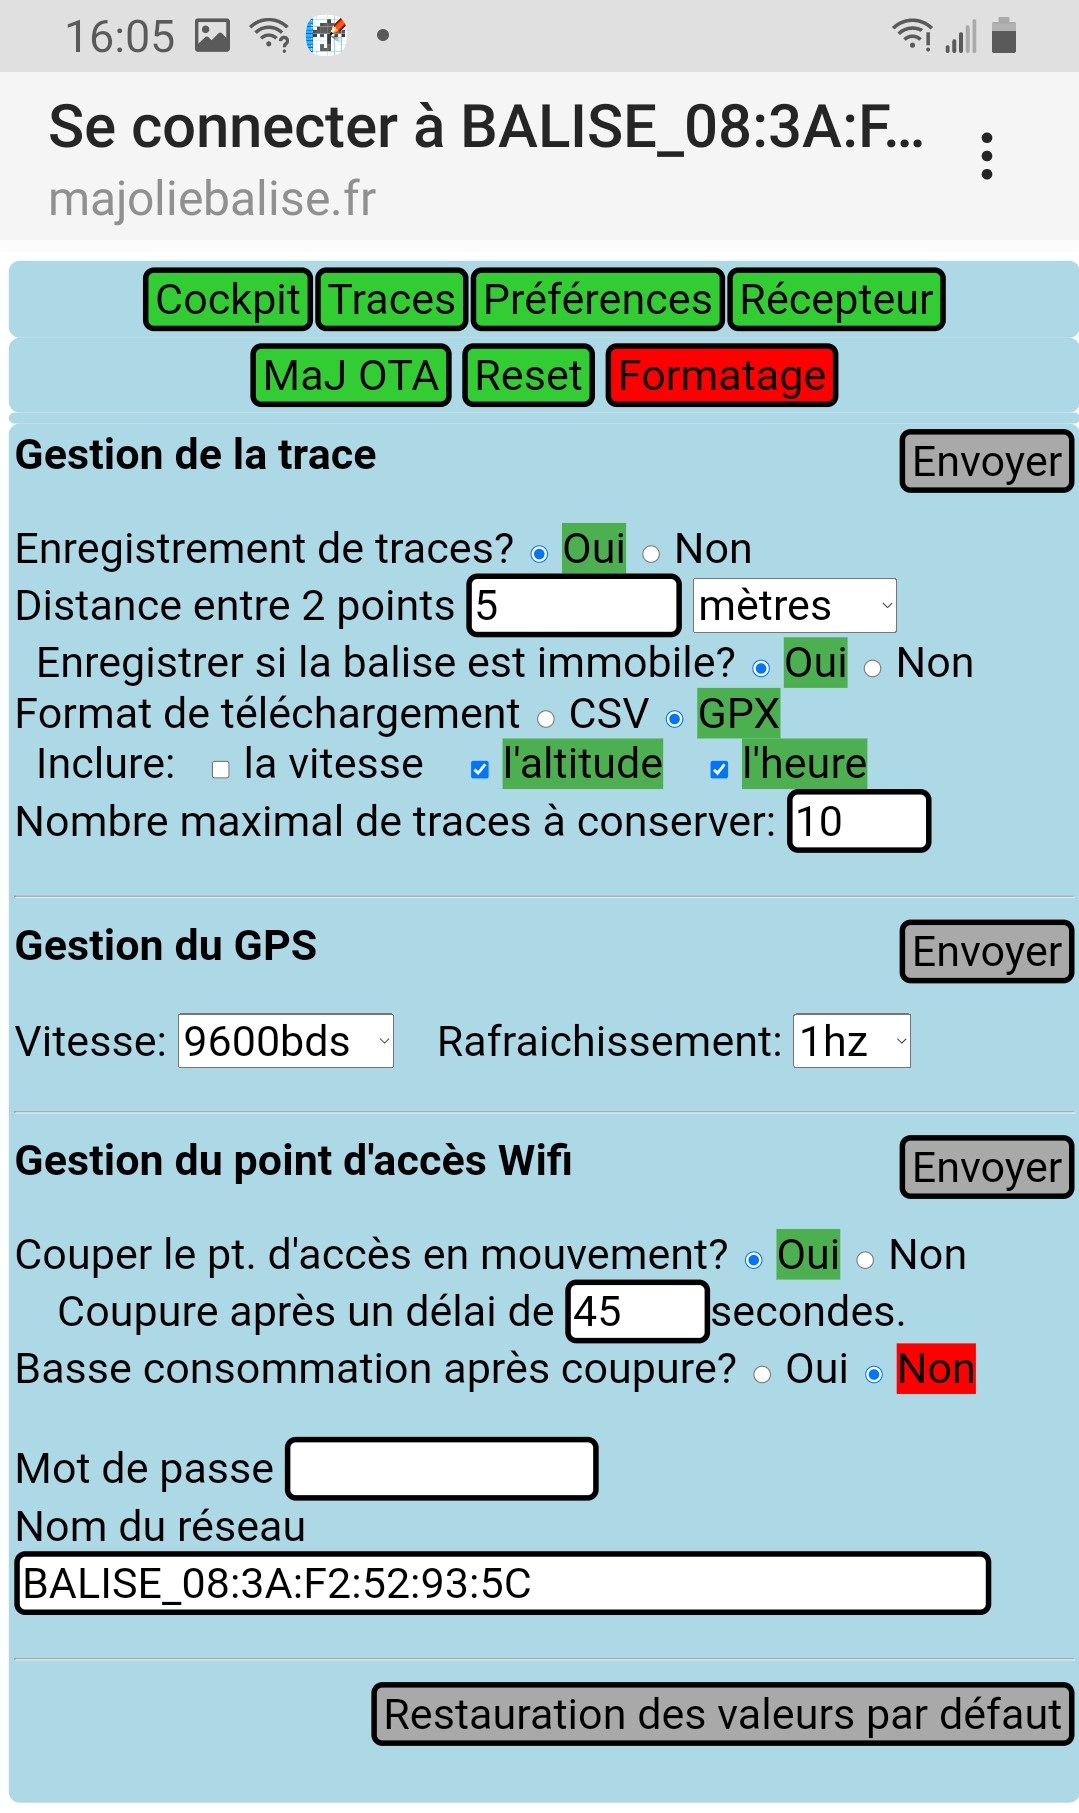 16:05
Se connecter à BALISE_08:3A:F...
majoliebalise.fr
Cockpit Traces Préférences Récepteur
MaJ OTA Reset Formatage
Gestion de la trace Envoyer
Enregistrement de traces? Oui Non
Distance entre 2 points 5 mètres
Enregistrer si la balise est immobile? Oui Non
Format de téléchargement CSV GPX
Inclure: la vitesse l'altitude l'heure
Nombre maximal de traces à conserver: 10
Gestion du GPS Envoyer
Vitesse: 9600bds Rafraichissement: 1hz
Gestion du point d'accès Wifi Envoyer
Couper le pt. d'accès en mouvement? Oui Non
Coupure après un délai de 45 secondes.
Basse consommation après coupure? Oui Non
Mot de passe
Nom du réseau
BALISE_08:3A:F2:52:93:5C
Restauration des valeurs par défaut